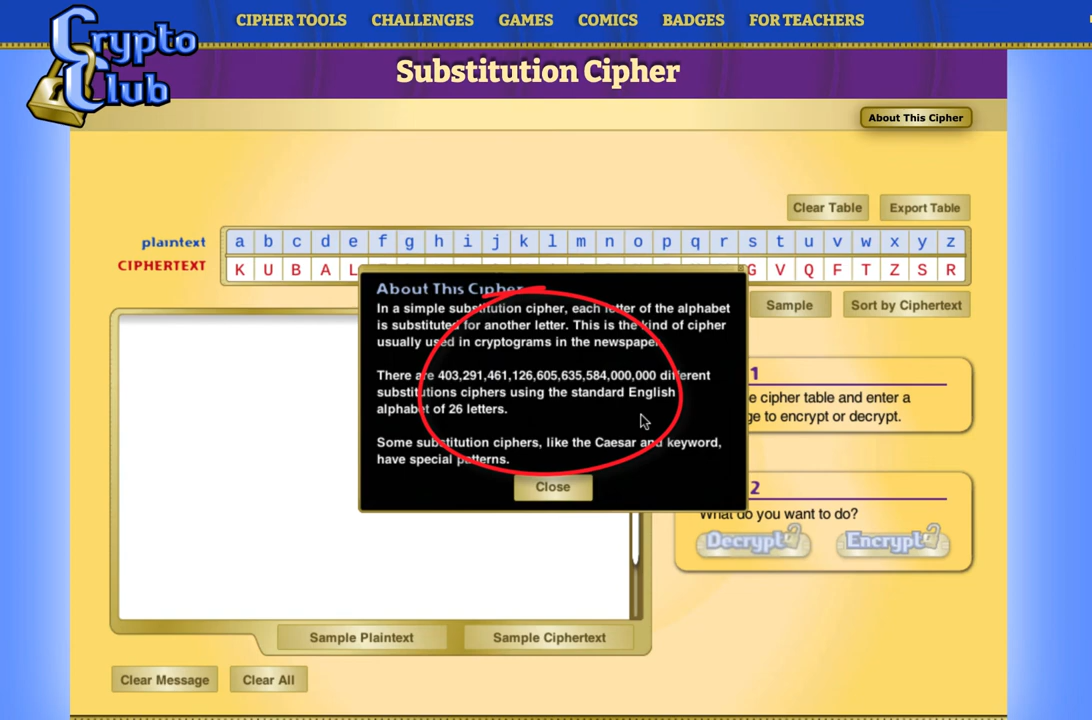 CIPHER TOOLS CHALLENGES GAMES COMICS BADGES FOR TEACHERS
Crypto
Club
Substitution Cipher
About This Cipher
Clear Table Export Table
plaintext a b c d e f g h i j k l m n o p q r s t u v w x y z
CIPHERTEXT K U B A L G V Q F T Z S R
Sample Sort by Ciphertext
About This Cipher
In a simple substitution cipher, each letter of the alphabet
is substituted for another letter. This is the kind of cipher
usually used in cryptograms in the newspaper.
There are 403,291,461,126,605,635,584,000,000 different
substitutions ciphers using the standard English
alphabet of 26 letters.
Some substitution ciphers, like the Caesar and keyword,
have special patterns.
Close
1
e cipher table and enter a
ge to encrypt or decrypt.
2
What do you want to do?
Decrypt Encrypt
Sample Plaintext Sample Ciphertext
Clear Message Clear All